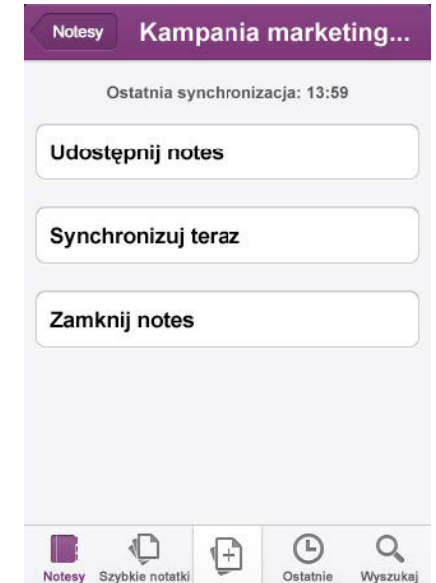 Notesy
Kampania marketing...
Ostatnia synchronizacja: 13:59
Udostępnij notes
Synchronizuj teraz
Zamknij notes
Notesy Szybkie notatki Ostatnie Wyszukaj